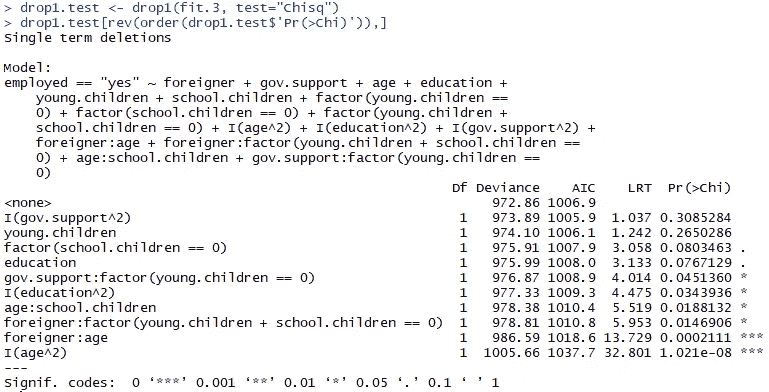 > drop1.test <- drop1(fit.3, test="Chisq")
> drop1.test[rev(order(drop1.test$'Pr(>Chi)')),]
Single term deletions
Model:
employed == "yes" ~ foreigner + gov.support + age + education +
young.children + school.children + factor(young.children ==
0) + factor(school.children == 0) + factor(young.children +
school.children == 0) + I(age^2) + I(education^2) + I(gov.support^2) +
foreigner:age + foreigner:factor(young.children + school.children ==
0) + age:school.children + gov.support:factor(young.children ==
0)
Df Deviance AIC LRT Pr(>Chi)
<none> 972.86 1006.9
I(gov.support^2) 1 973.89 1005.9 1.037 0.3085284
young.children 1 974.10 1006.1 1.242 0.2650286
factor(school.children == 0) 1 975.91 1007.9 3.058 0.0803463 .
education 1 975.99 1008.0 3.133 0.0767129 .
gov.support:factor(young.children == 0) 1 976.87 1008.9 4.014 0.0451360 *
I(education^2) 1 977.33 1009.3 4.475 0.0343936 *
age:school.children 1 978.38 1010.4 5.519 0.0188132 *
foreigner:factor(young.children + school.children == 0) 1 978.81 1010.8 5.953 0.0146906 *
foreigner:age 1 986.59 1018.6 13.729 0.0002111 ***
I(age^2) 1 1005.66 1037.7 32.801 1.021e-08 ***
---
Signif. codes: 0 ‘***’ 0.001 ‘**’ 0.01 ‘*’ 0.05 ‘.’ 0.1 ‘ ’ 1